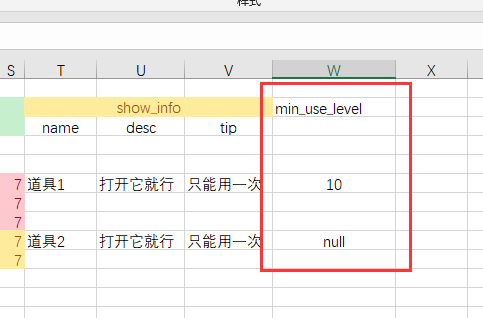 样式
S T U V W X
show_info min_use_level
name desc tip
7 道具1 打开它就行 只能用一次 10
7
7
7 道具2 打开它就行 只能用一次 null
7